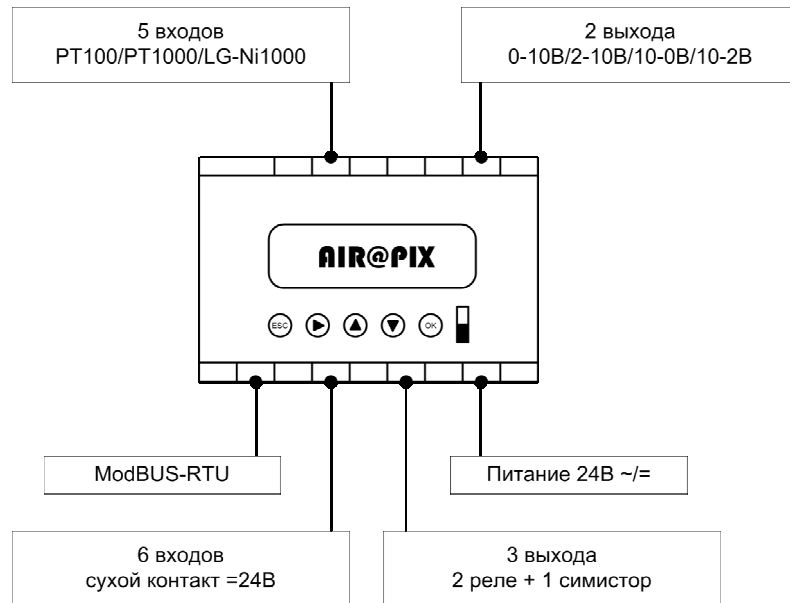 5 входов
PT100/PT1000/LG-Ni1000
2 выхода
0-10В/2-10В/10-0В/10-2В
AIR@PIX
ESC
OK
ModBUS-RTU
Питание 24В ~/=
6 входов
сухой контакт =24В
3 выхода
2 реле + 1 симистор